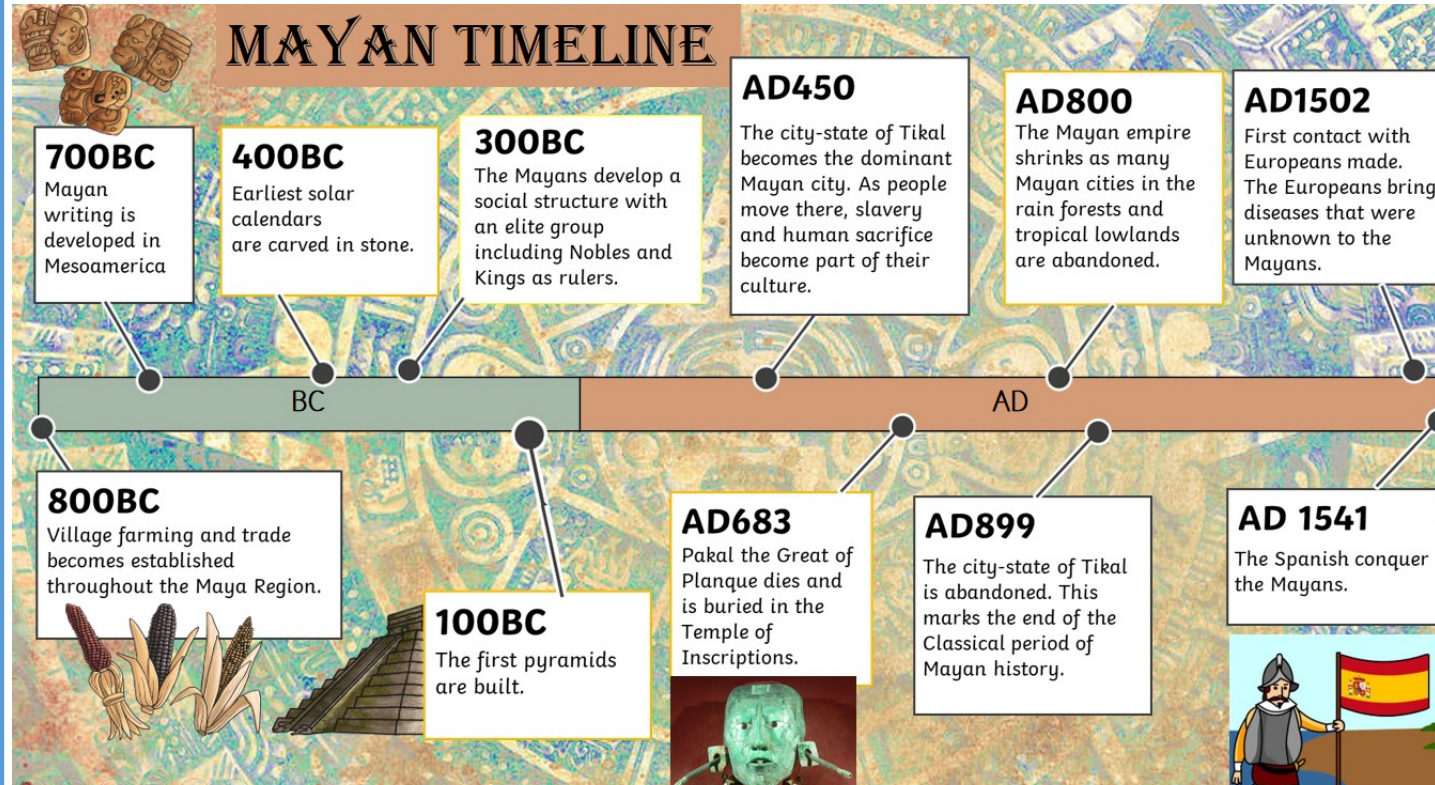 MAYAN TIMELINE
700BC
Mayan
writing is
developed in
Mesoamerica
400BC
Earliest solar
calendars
are carved in stone.
300BC
The Mayans develop a
social structure with
an elite group
including Nobles and
Kings as rulers.
AD450
The city-state of Tikal
becomes the dominant
Mayan city. As people
move there, slavery
and human sacrifice
become part of their
culture.
AD800
The Mayan empire
shrinks as many
Mayan cities in the
rain forests and
tropical lowlands
are abandoned.
AD1502
First contact with
Europeans made.
The Europeans bring
diseases that were
unknown to the
Mayans.
BC
AD
800BC
Village farming and trade
becomes established
throughout the Maya Region.
100BC
The first pyramids
are built.
AD683
Pakal the Great of
Planque dies and
is buried in the
Temple of
Inscriptions.
AD899
The city-state of Tikal
is abandoned. This
marks the end of the
Classical period of
Mayan history.
AD 1541
The Spanish conquer
the Mayans.